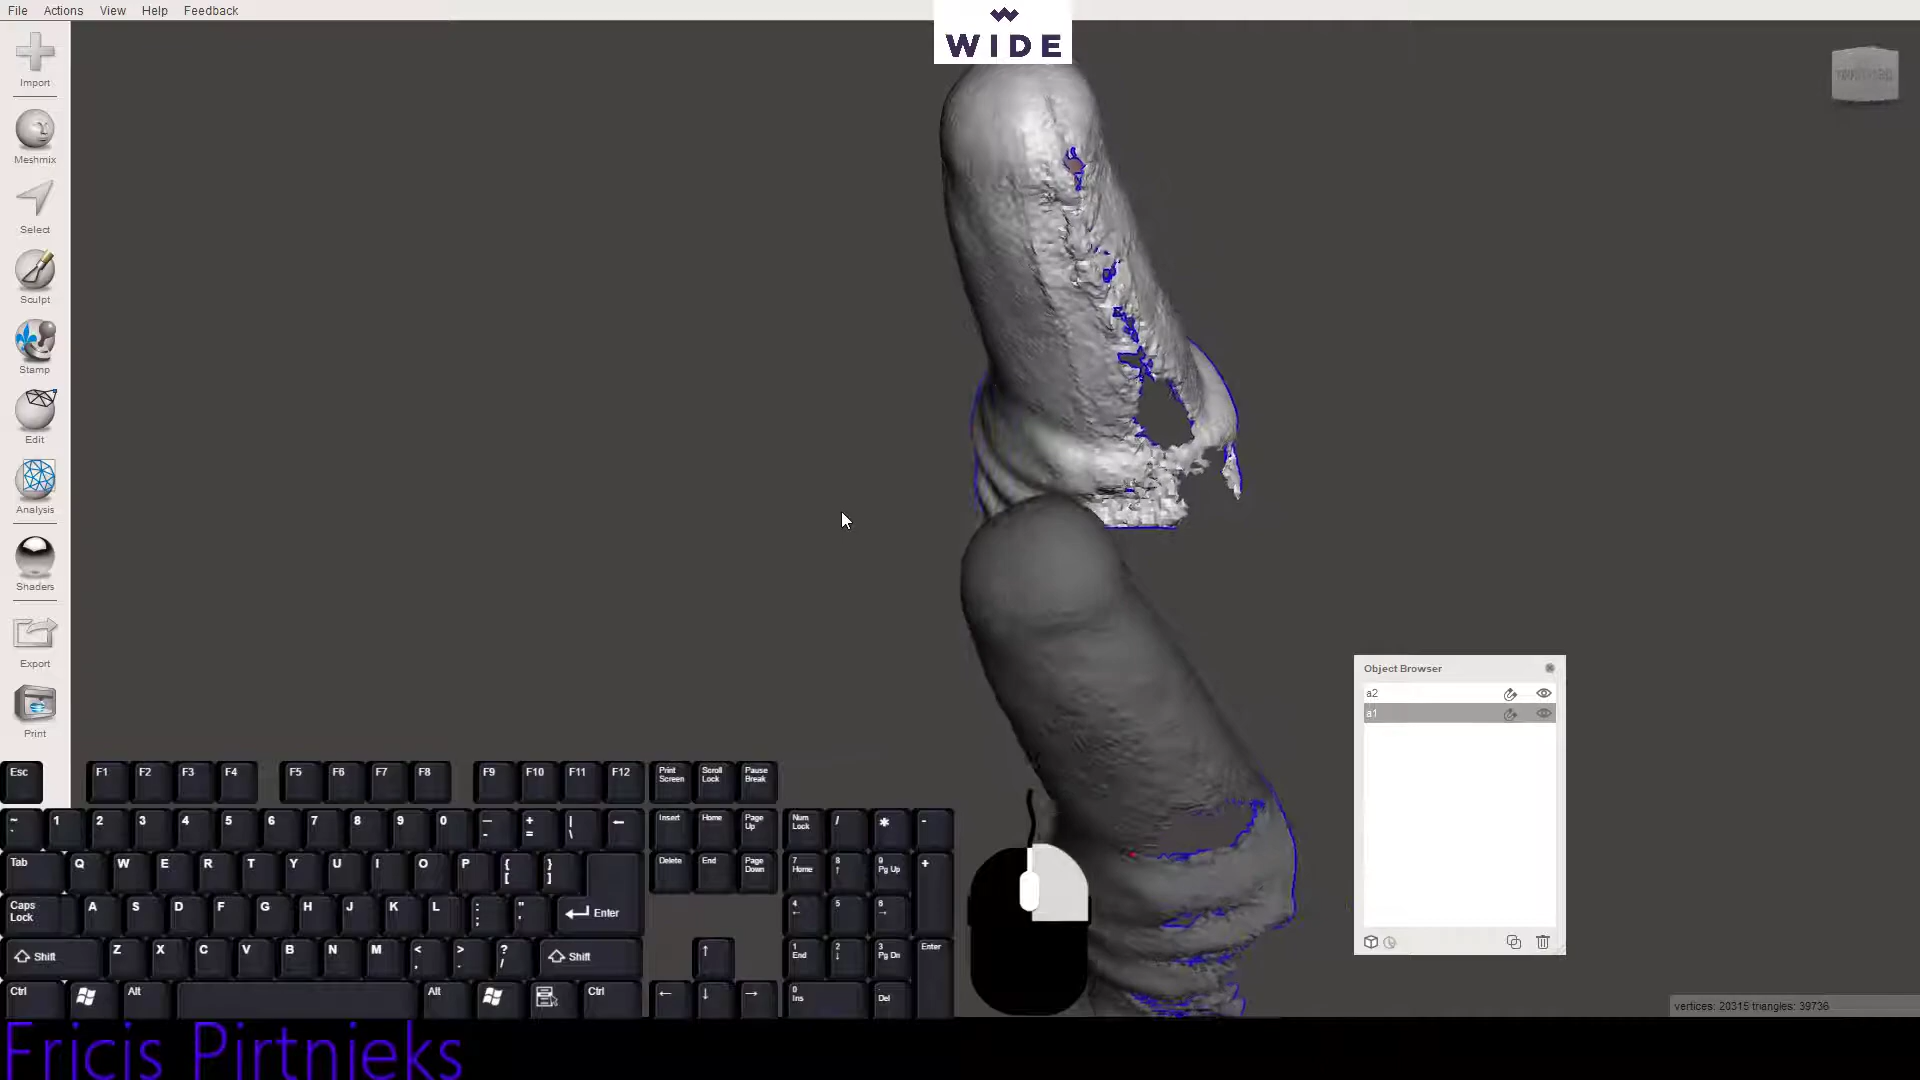 File Actions View Help Feedback
WIDE
Import
Meshmix
Select
Sculpt
Stamp
Edit
Analysis
Shaders
Export
Print
Object Browser
a2
a1
Esc F1 F2 F3 F4 F5 F6 F7 F8 F9 F10 F11 F12 Print Screen Scroll Lock Pause Break
~ ` 1 2 3 4 5 6 7 8 9 0 — - + = | \ ← Insert Home Page Up Num Lock / * -
Tab Q W E R T Y U I O P { [ } ] Delete End Page Down 7 Home 8 ↑ 9 Pg Up +
Caps Lock A S D F G H J K L : ; " ' Enter 4 ← 5 6 →
Shift Z X C V B N M < , > . ? / Shift ↑ 1 End 2 ↓ 3 Pg Dn Enter
Ctrl Alt Alt Ctrl ← ↓ → 0 Ins . Del
vertices: 20315 triangles: 39736
Fricis Pirtnieks